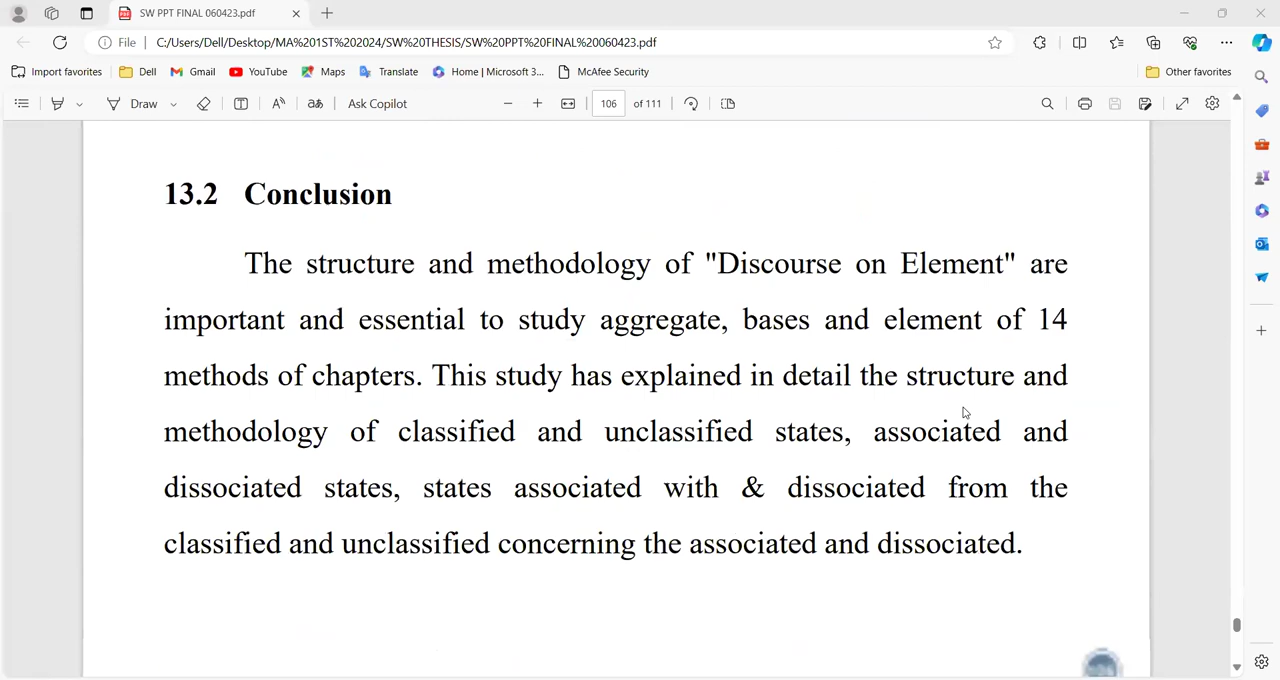 SW PPT FINAL 060423.pdf
File C:/Users/Dell/Desktop/MA%201ST%202024/SW%20THESIS/SW%20PPT%20FINAL%20060423.pdf
Import favorites Dell Gmail YouTube Maps Translate Home | Microsoft 3... McAfee Security Other favorites
Draw aあ Ask Copilot 106 of 111
13.2 Conclusion
The structure and methodology of "Discourse on Element" are
important and essential to study aggregate, bases and element of 14
methods of chapters. This study has explained in detail the structure and
methodology of classified and unclassified states, associated and
dissociated states, states associated with & dissociated from the
classified and unclassified concerning the associated and dissociated.